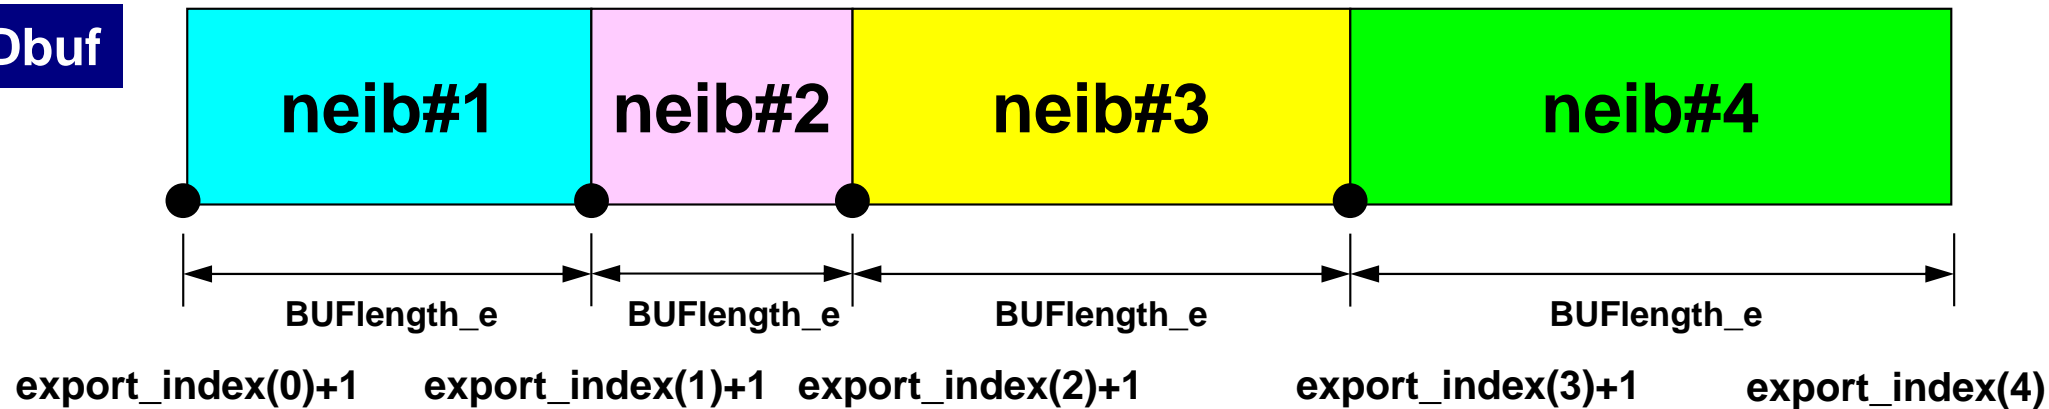 Dbuf
neib#1 neib#2 neib#3 neib#4
BUFlength_e BUFlength_e BUFlength_e BUFlength_e
export_index(0)+1 export_index(1)+1 export_index(2)+1 export_index(3)+1 export_index(4)